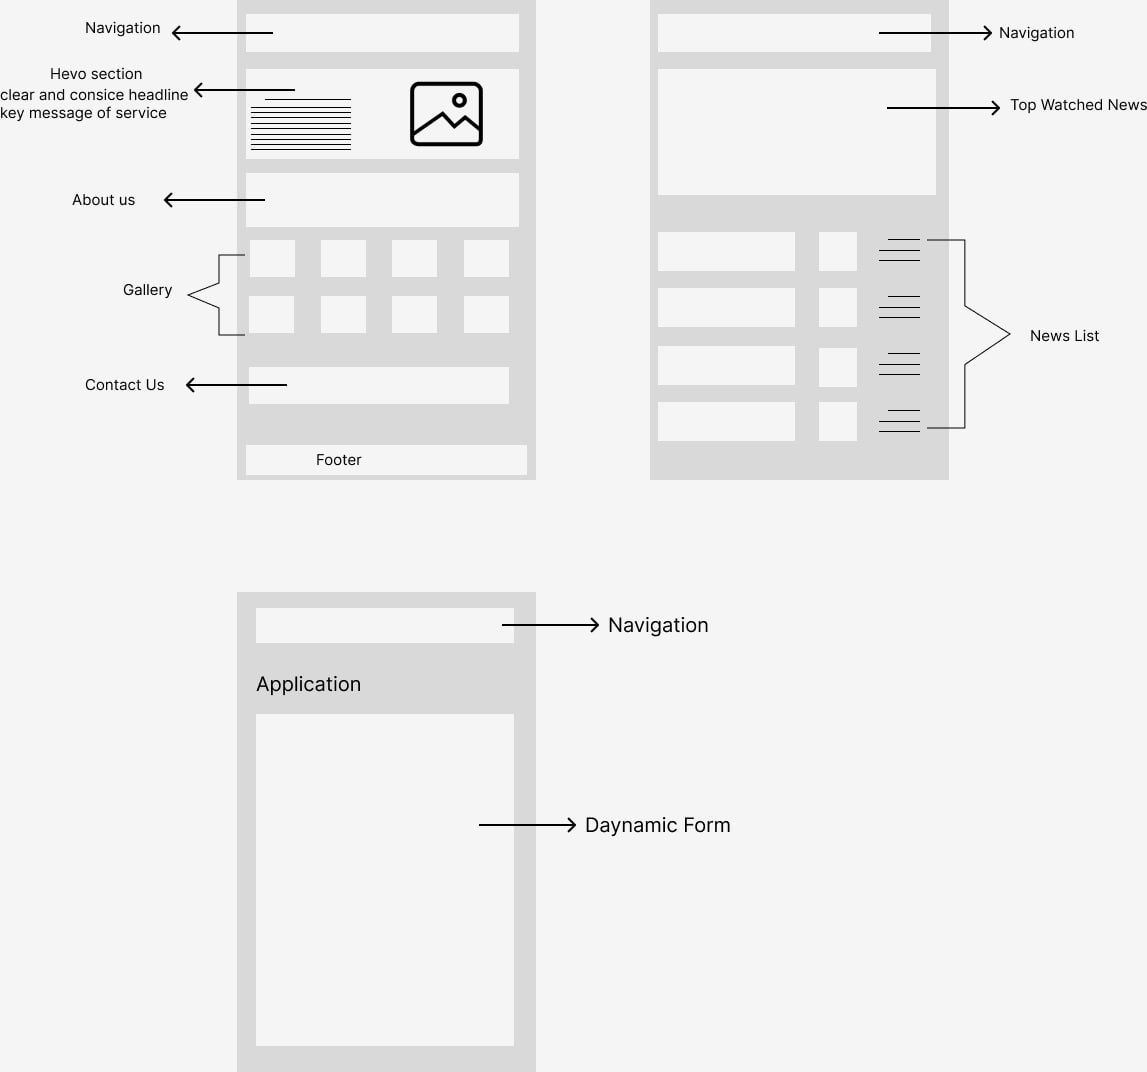 Navigation
Hevo section
clear and consice headline
key message of service
About us
Gallery
Contact Us
Footer
Navigation
Top Watched News
News List
Navigation
Application
Daynamic Form